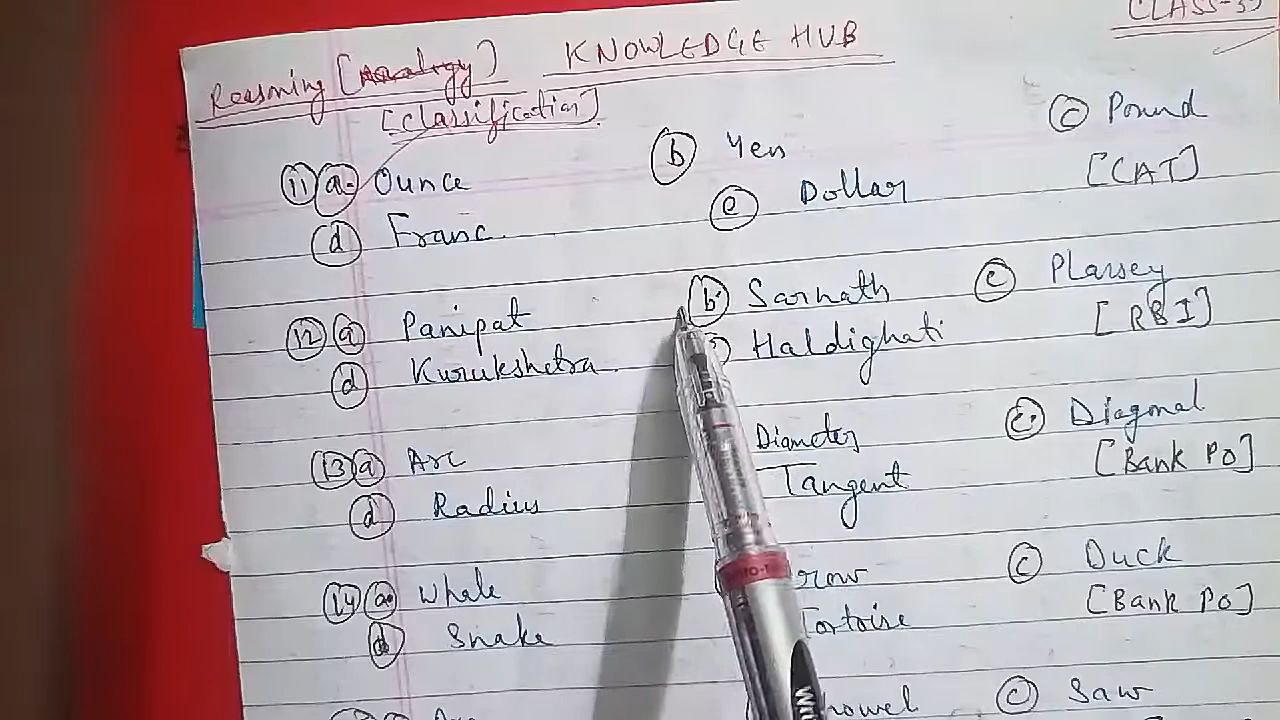 CLASS-35
Reasoning [Analogy] KNOWLEDGE HUB
[Classification]
11 a Ounce b Yen c Pound
d Franc. e Dollar [CAT]
12 a Panipat b Sarnath c Plassey
d Kurukshetra. Haldighati [RBI]
13 a Arc Diameter c. Diagonal
d Radius Tangent [Bank PO]
14 a Whale c Duck
d Snake Tortoise [Bank PO]
c Saw